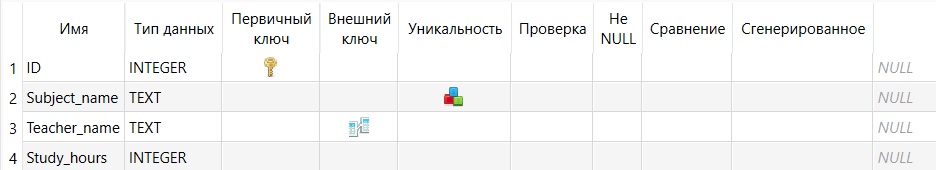 Имя Тип данных Первичный ключ Внешний ключ Уникальность Проверка Не NULL Сравнение Сгенерированное
1 ID INTEGER NULL
2 Subject_name TEXT NULL
3 Teacher_name TEXT NULL
4 Study_hours INTEGER NULL